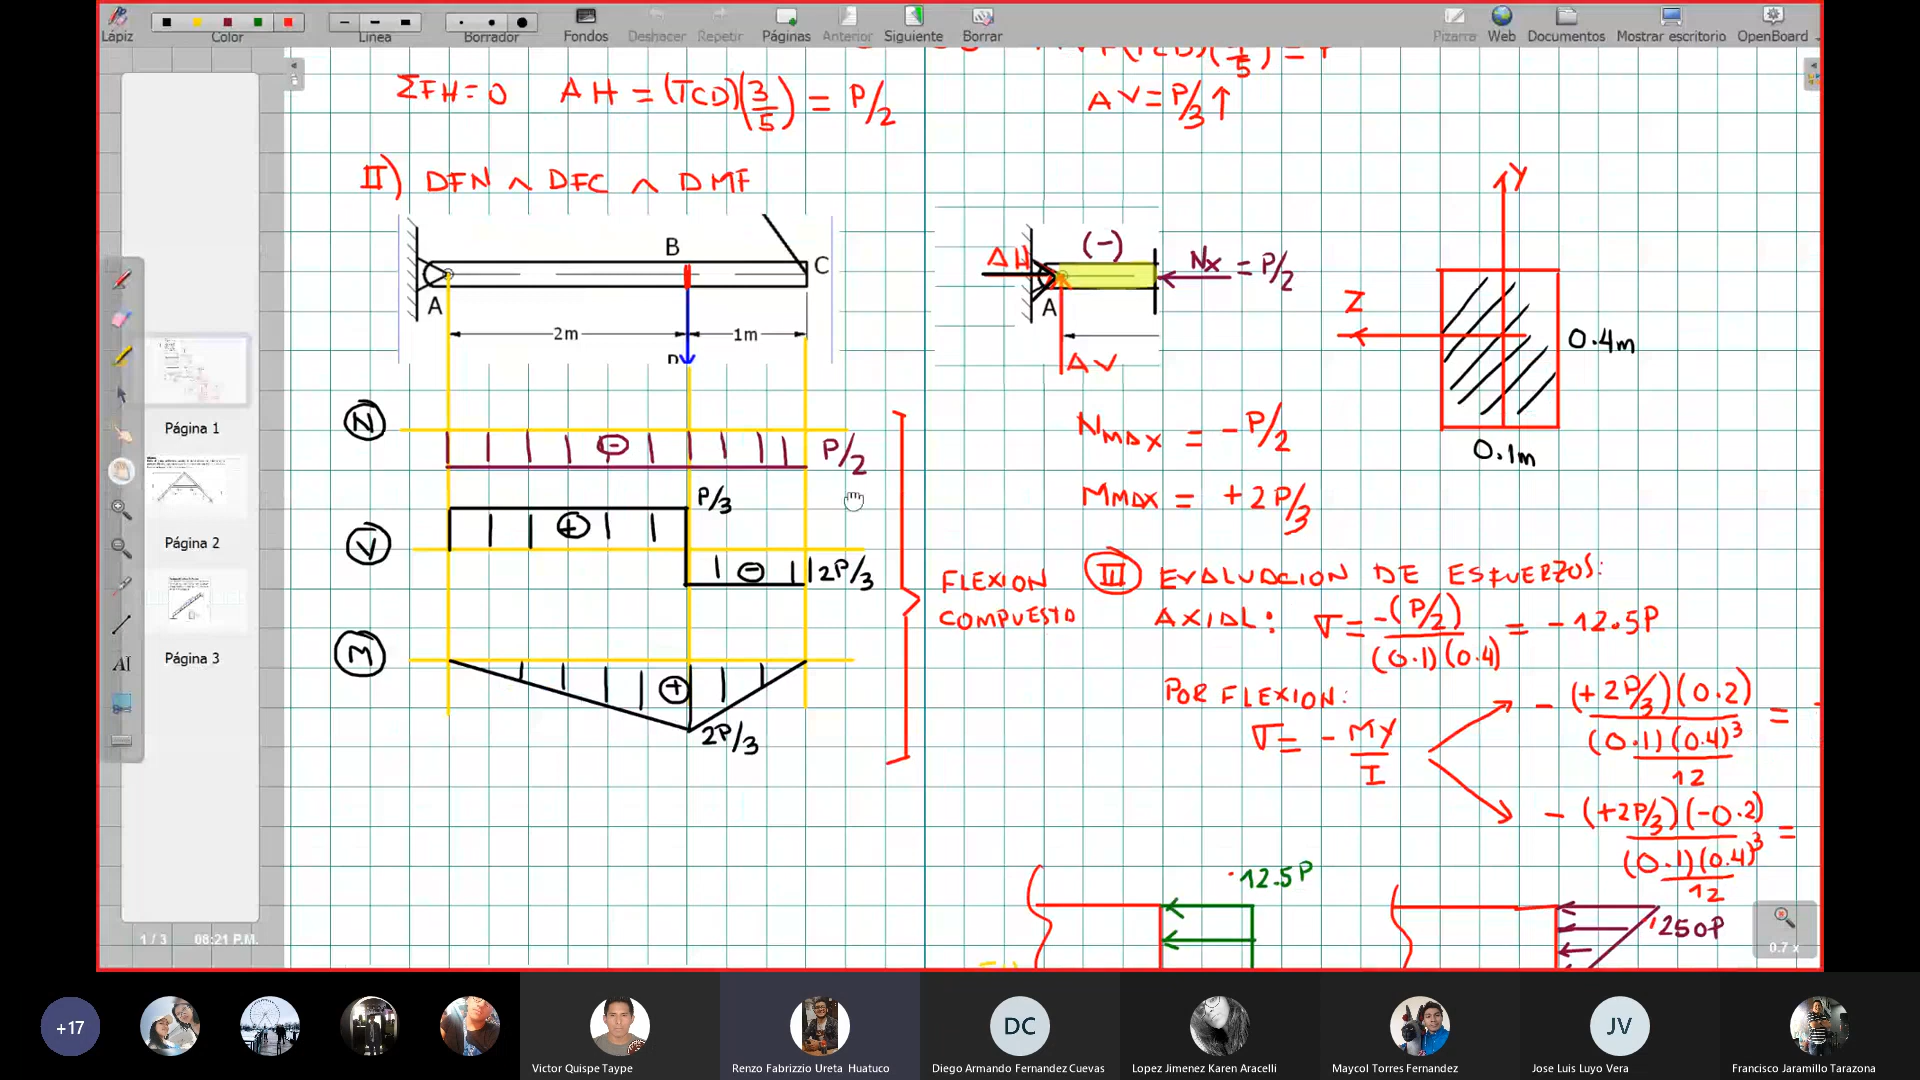 Lápiz
Color
Línea
Borrador
Fondos
Deshacer
Repetir
Páginas
Anterior
Siguiente
Borrar
Pizarra
Web
Documentos
Mostrar escritorio
OpenBoard
ΣFH=0 AH = (TCD)(3/5) = P/2
AV = P/3 ↑
II) DFN ∧ DFC ∧ DMF
B
C
A
2m
1m
N
P/2
P/3
V
2P/3
M
2P/3
FLEXION
COMPUESTO
AH
(-)
Nx = P/2
A
AV
Nmax = -P/2
Mmax = +2P/3
Y
Z
0.4m
0.1m
III EVALUACION DE ESFUERZOS:
AXIAL: σ = -(P/2)/(0.1)(0.4) = -12.5P
POR FLEXION:
σ = - MY/I
- (+2P/3)(0.2)/((0.1)(0.4)³/12) =
- (+2P/3)(-0.2)/((0.1)(0.4)³/12) =
12.5P
250P
Página 1
Página 2
Página 3
1 / 3 08:21 P.M.
0.7 x
+17
Victor Quispe Taype
Renzo Fabrizzio Ureta Huatuco
DC
Diego Armando Fernandez Cuevas
Lopez Jimenez Karen Aracelli
Maycol Torres Fernandez
JV
Jose Luis Luyo Vera
Francisco Jaramillo Tarazona